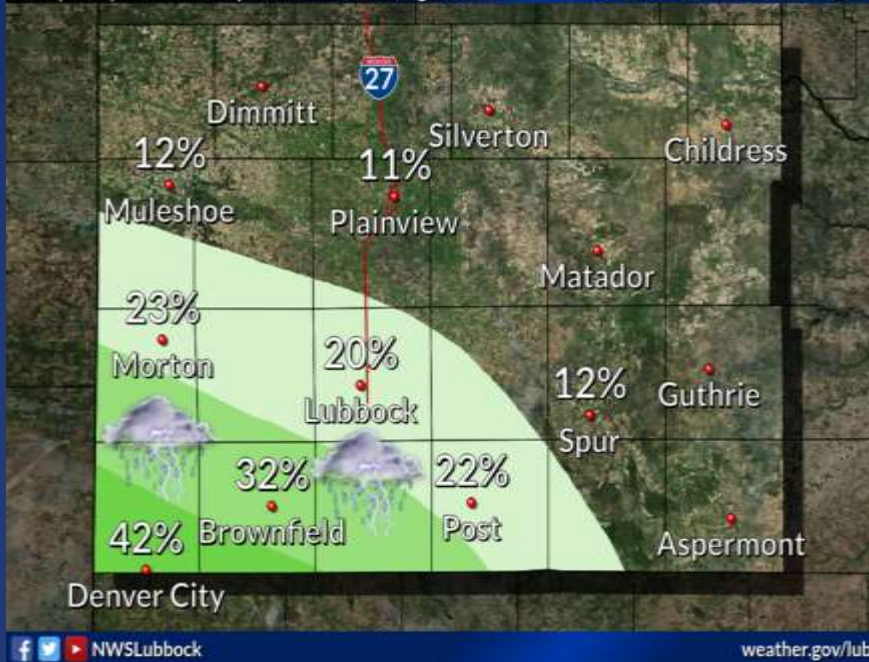 27
Dimmitt
Silverton
Childress
12%
11%
Muleshoe
Plainview
Matador
23%
Morton
20%
Lubbock
12%
Guthrie
Spur
32%
22%
Brownfield
Post
42%
Aspermont
Denver City
NWSLubbock
weather.gov/lub